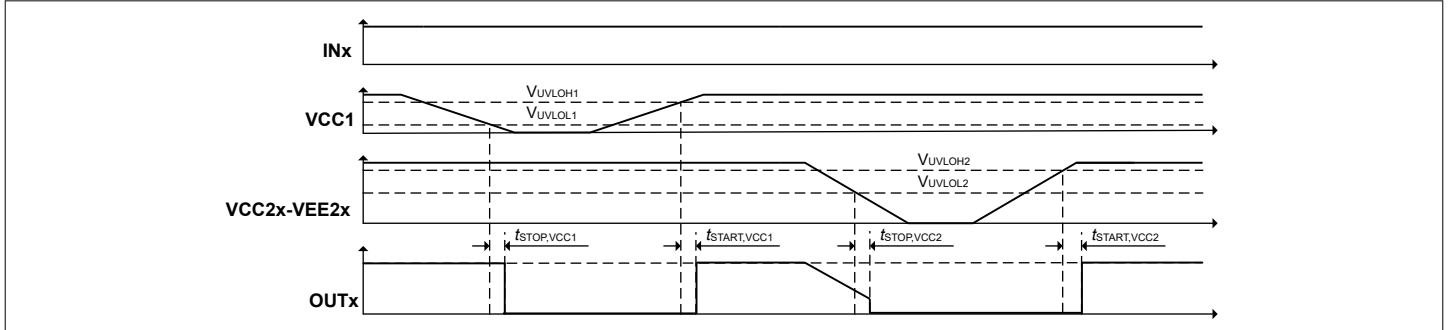 INx
VUVLOH1
VUVLOL1
VCC1
VUVLOH2
VUVLOL2
VCC2x-VEE2x
tSTOP,VCC1
tSTART,VCC1
tSTOP,VCC2
tSTART,VCC2
OUTx